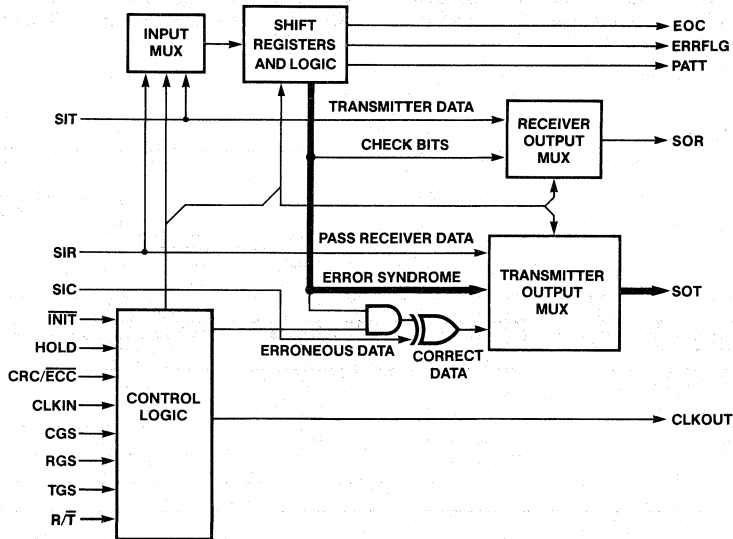 INPUT
MUX
SHIFT
REGISTERS
AND LOGIC
EOC
ERRFLG
PATT
SIT
TRANSMITTER DATA
CHECK BITS
RECEIVER
OUTPUT
MUX
SOR
SIR
PASS RECEIVER DATA
SIC
ERROR SYNDROME
TRANSMITTER
OUTPUT
MUX
SOT
ERRONEOUS DATA
CORRECT
DATA
I̅N̅I̅T̅
HOLD
CRC/E̅C̅C̅
CLKIN
CGS
RGS
TGS
R/T̅
CONTROL
LOGIC
CLKOUT